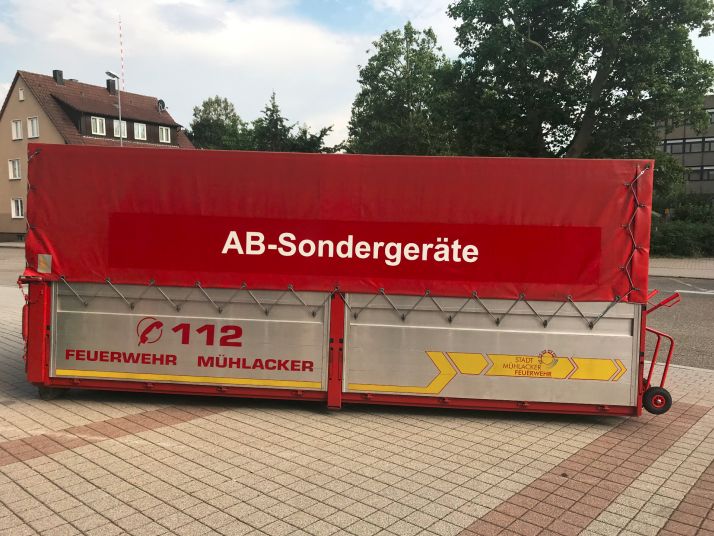 AB-Sondergeräte
112
FEUERWEHR MÜHLACKER
STADT
MÜHLACKER
FEUERWEHR